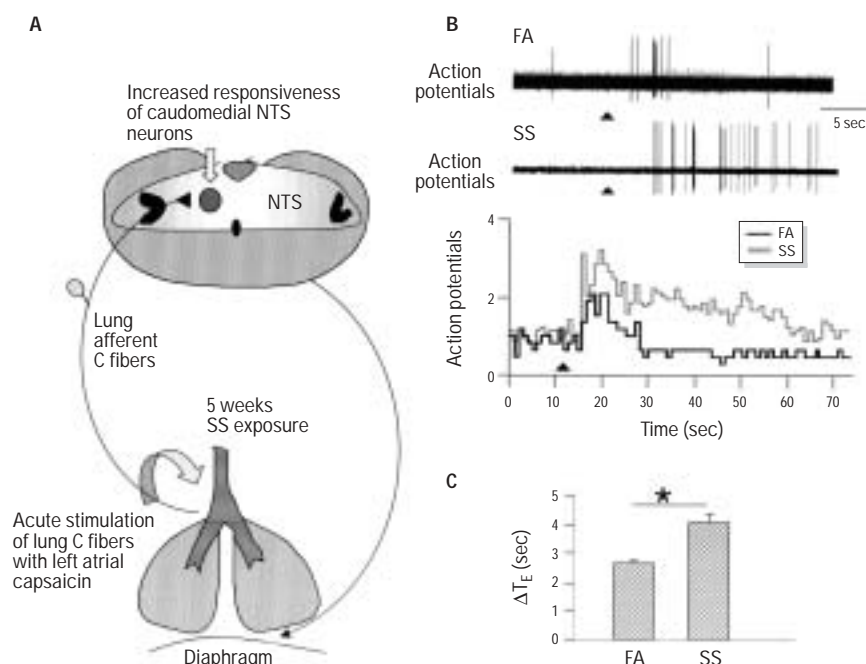 A
Increased responsiveness
of caudomedial NTS
neurons
NTS
Lung
afferent
C fibers
5 weeks
SS exposure
Acute stimulation
of lung C fibers
with left atrial
capsaicin
Diaphragm
B
FA
Action
potentials
5 sec
SS
Action
potentials
Action potentials
4
2
0
FA
SS
0 10 20 30 40 50 60 70
Time (sec)
C
ΔTE (sec)
5
4
3
2
1
0
FA SS